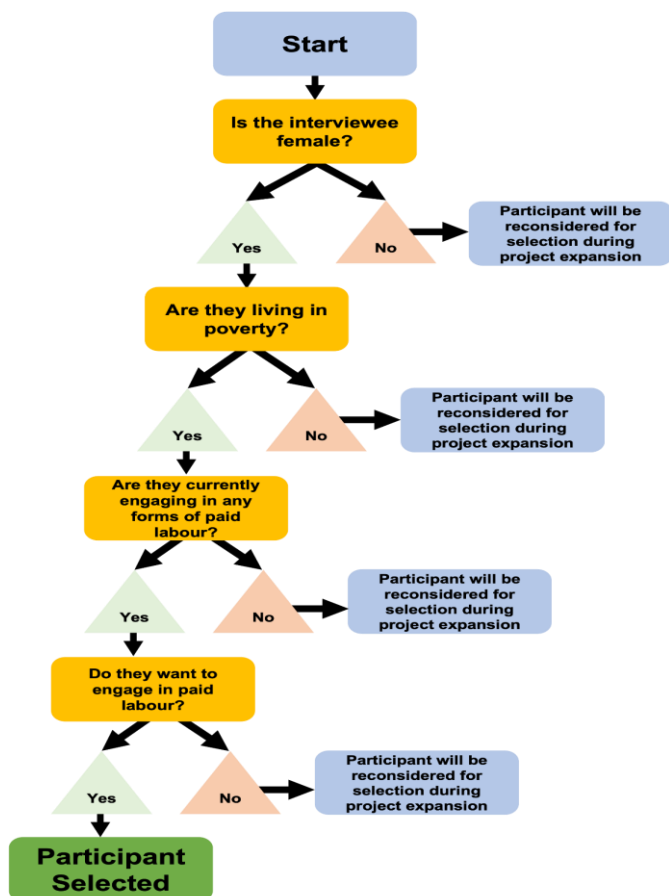 Start
Is the interviewee
female?
Yes
No
Participant will be
reconsidered for
selection during
project expansion
Are they living in
poverty?
Yes
No
Participant will be
reconsidered for
selection during
project expansion
Are they currently
engaging in any
forms of paid
labour?
Yes
No
Participant will be
reconsidered for
selection during
project expansion
Do they want to
engage in paid
labour?
Yes
No
Participant will be
reconsidered for
selection during
project expansion
Participant
Selected